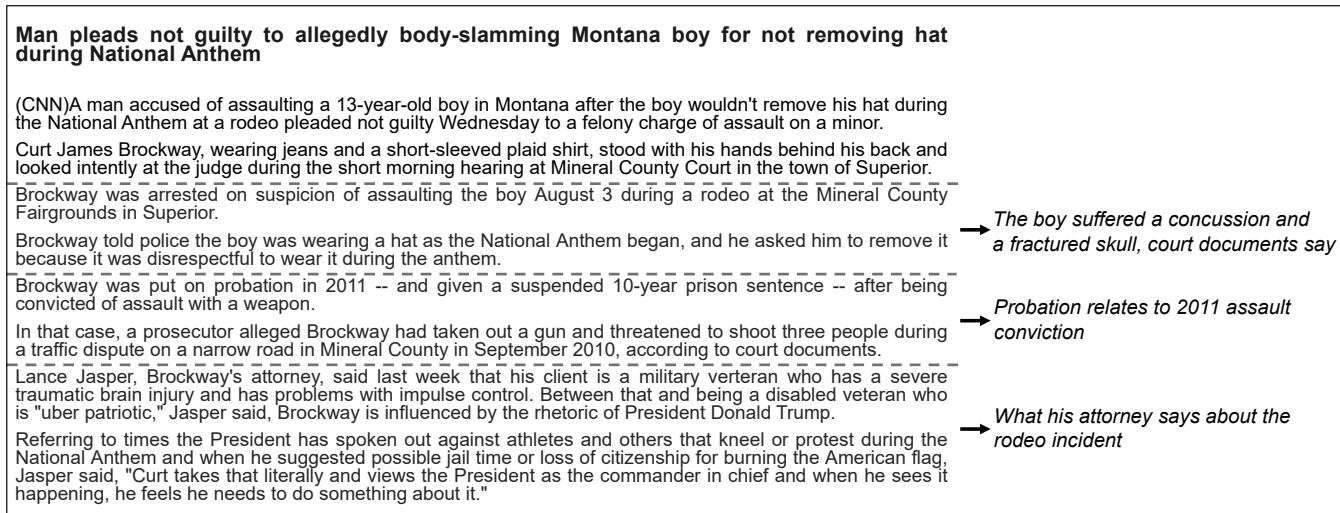 Man pleads not guilty to allegedly body-slamming Montana boy for not removing hat
during National Anthem
(CNN)A man accused of assaulting a 13-year-old boy in Montana after the boy wouldn't remove his hat during
the National Anthem at a rodeo pleaded not guilty Wednesday to a felony charge of assault on a minor.
Curt James Brockway, wearing jeans and a short-sleeved plaid shirt, stood with his hands behind his back and
looked intently at the judge during the short morning hearing at Mineral County Court in the town of Superior.
Brockway was arrested on suspicion of assaulting the boy August 3 during a rodeo at the Mineral County
Fairgrounds in Superior.
Brockway told police the boy was wearing a hat as the National Anthem began, and he asked him to remove it
because it was disrespectful to wear it during the anthem.
The boy suffered a concussion and
a fractured skull, court documents say
Brockway was put on probation in 2011 -- and given a suspended 10-year prison sentence -- after being
convicted of assault with a weapon.
In that case, a prosecutor alleged Brockway had taken out a gun and threatened to shoot three people during
a traffic dispute on a narrow road in Mineral County in September 2010, according to court documents.
Probation relates to 2011 assault
conviction
Lance Jasper, Brockway's attorney, said last week that his client is a military verteran who has a severe
traumatic brain injury and has problems with impulse control. Between that and being a disabled veteran who
is "uber patriotic," Jasper said, Brockway is influenced by the rhetoric of President Donald Trump.
Referring to times the President has spoken out against athletes and others that kneel or protest during the
National Anthem and when he suggested possible jail time or loss of citizenship for burning the American flag,
Jasper said, "Curt takes that literally and views the President as the commander in chief and when he sees it
happening, he feels he needs to do something about it."
What his attorney says about the
rodeo incident